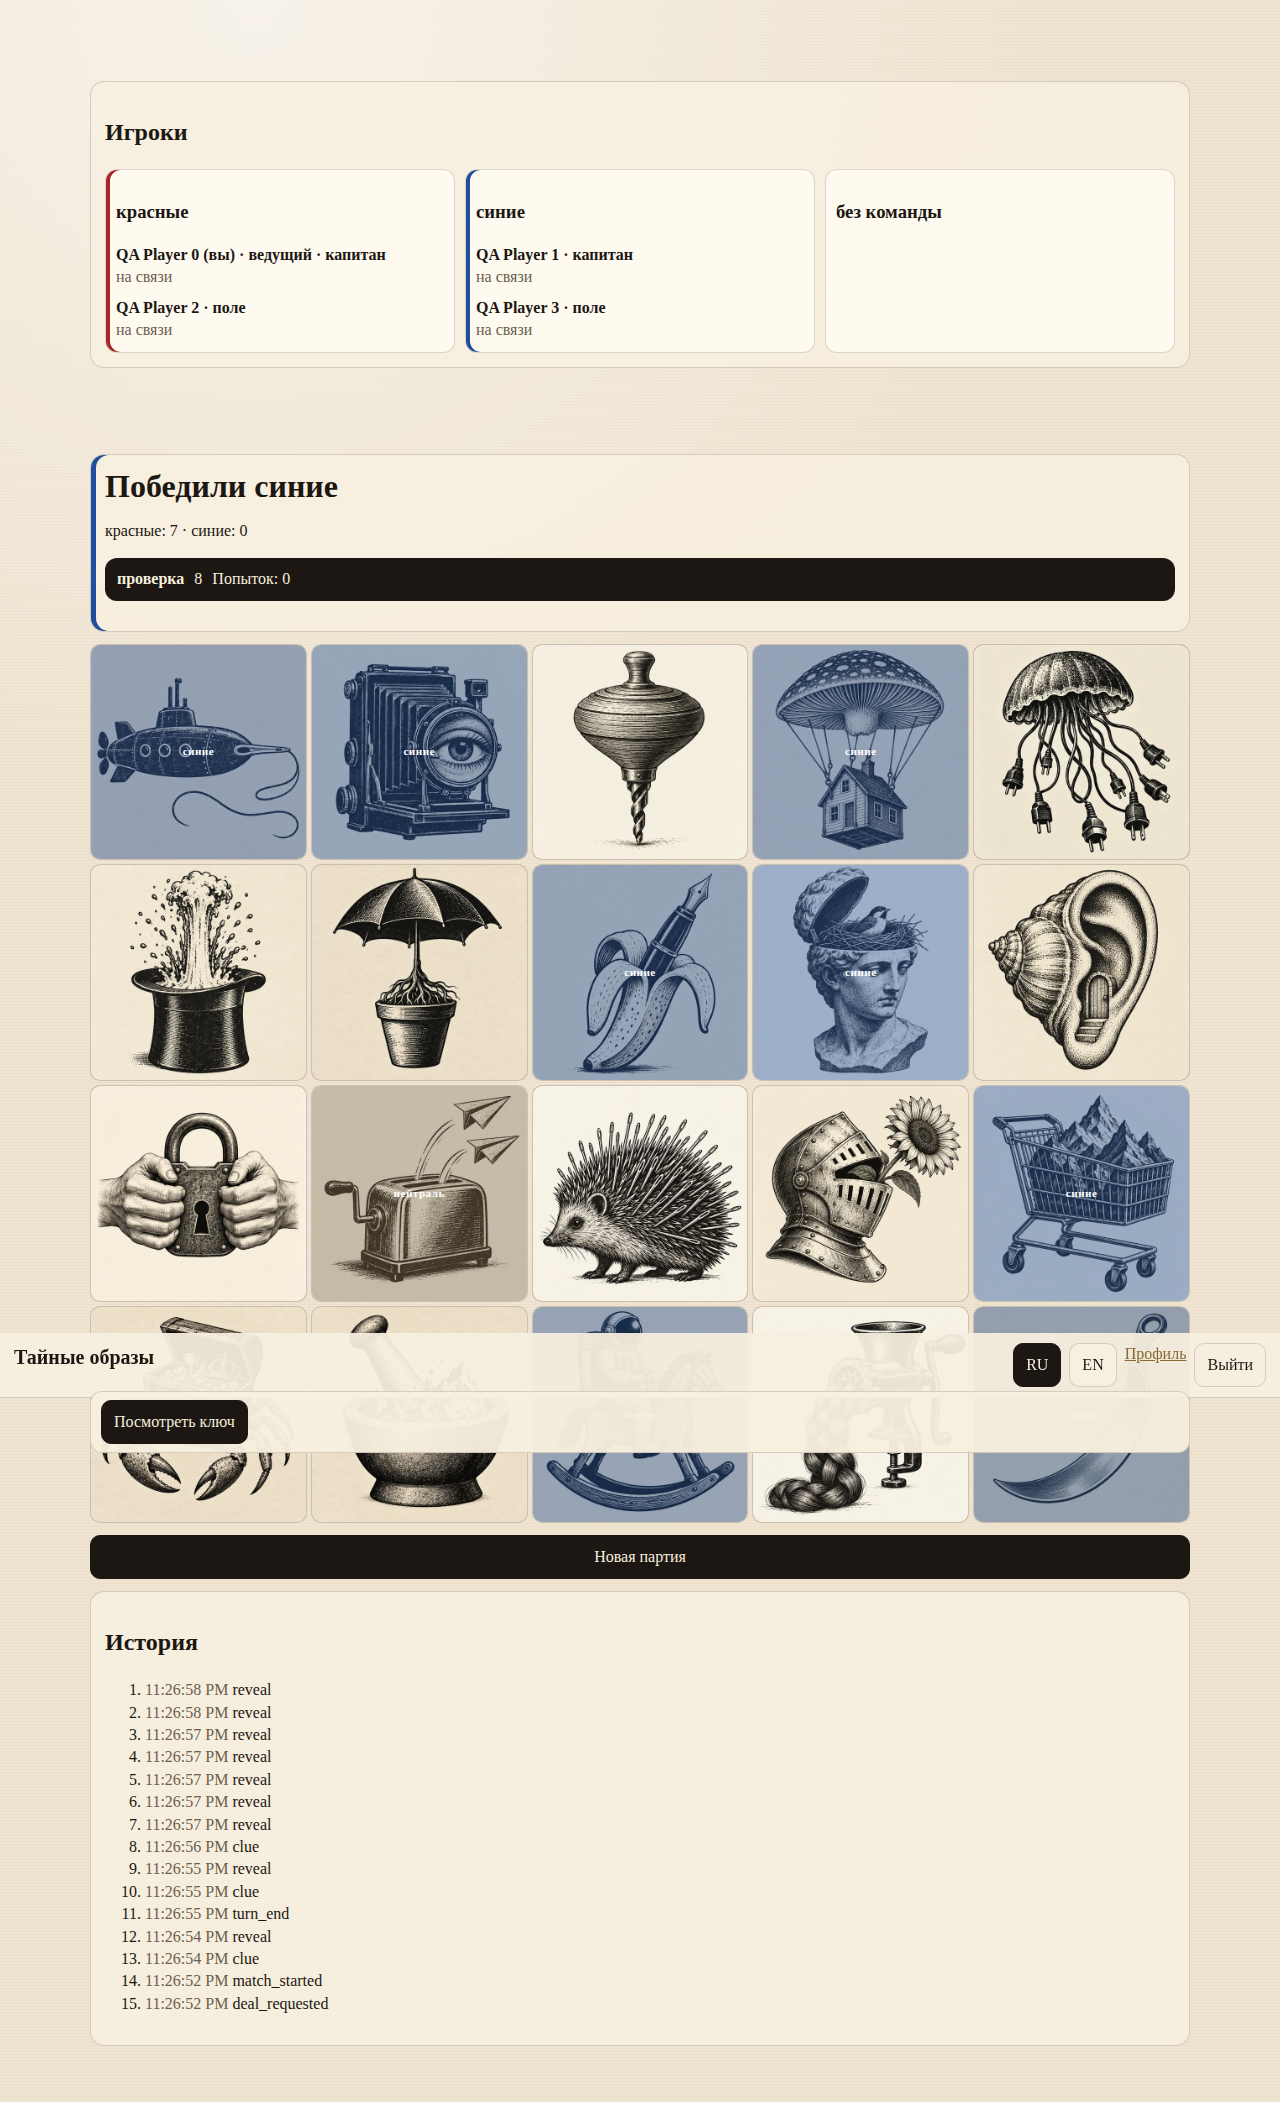 Игроки
красные
QA Player 0 (вы) · ведущий · капитан
на связи
QA Player 2 · поле
на связи
синие
QA Player 1 · капитан
на связи
QA Player 3 · поле
на связи
без команды
Победили синие
красные: 7 · синие: 0
проверка 8 Попыток: 0
синие
синие
синие
синие
синие
нейтраль
синие
Тайные образы
RU
EN
Профиль
Выйти
Посмотреть ключ
Новая партия
История
1. 11:26:58 PM reveal
2. 11:26:58 PM reveal
3. 11:26:57 PM reveal
4. 11:26:57 PM reveal
5. 11:26:57 PM reveal
6. 11:26:57 PM reveal
7. 11:26:57 PM reveal
8. 11:26:56 PM clue
9. 11:26:55 PM reveal
10. 11:26:55 PM clue
11. 11:26:55 PM turn_end
12. 11:26:54 PM reveal
13. 11:26:54 PM clue
14. 11:26:52 PM match_started
15. 11:26:52 PM deal_requested